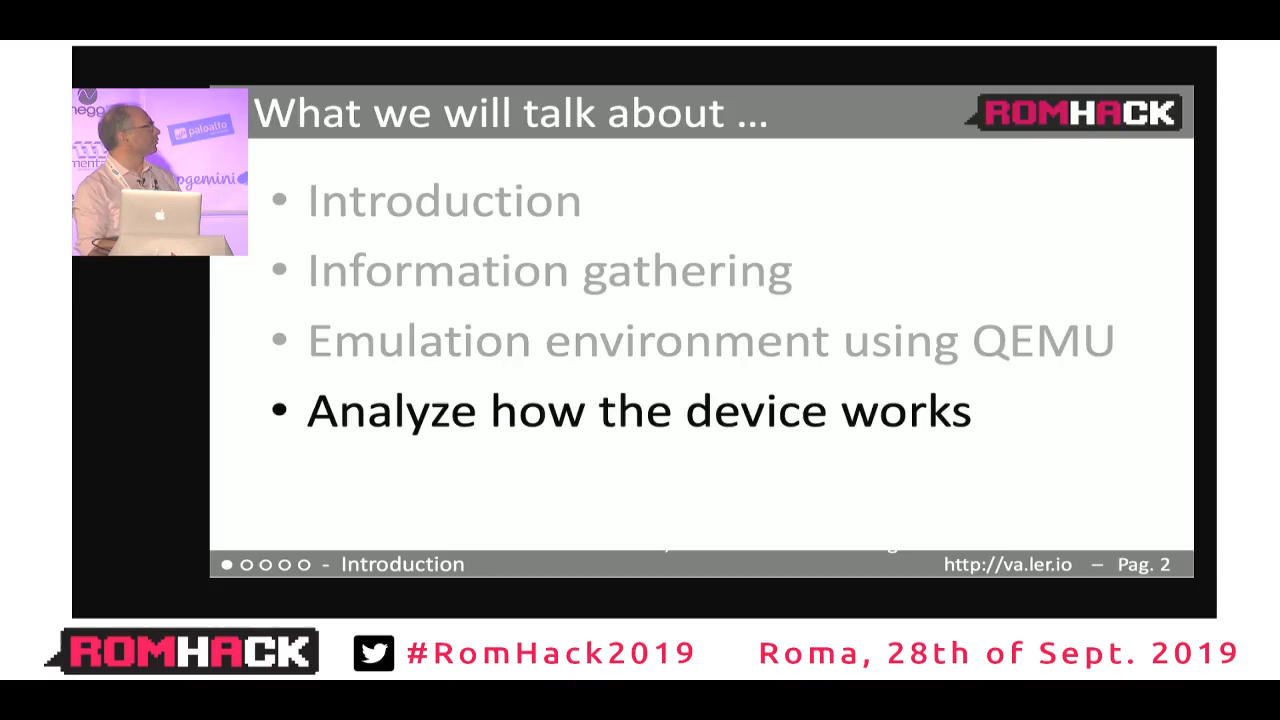 What we will talk about ...
ROMHACK
paloalto
• Introduction
• Information gathering
• Emulation environment using QEMU
• Analyze how the device works
- Introduction
http://va.ler.io – Pag. 2
ROMHACK
#RomHack2019
Roma, 28th of Sept. 2019